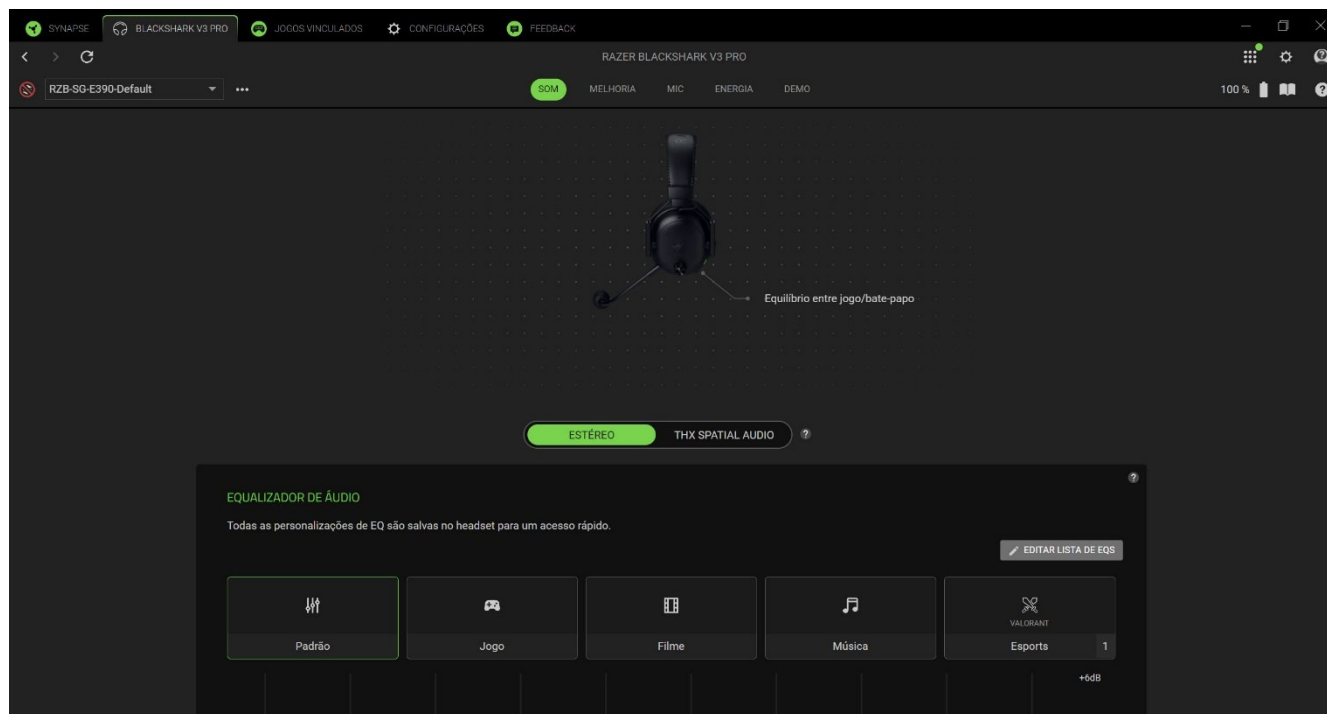 SYNAPSE BLACKSHARK V3 PRO JOGOS VINCULADOS CONFIGURAÇÕES FEEDBACK
RAZER BLACKSHARK V3 PRO
RZB-SG-E390-Default SOM MELHORIA MIC ENERGIA DEMO 100 %
Equilíbrio entre jogo/bate-papo
ESTÉREO THX SPATIAL AUDIO ?
?
EQUALIZADOR DE ÁUDIO
Todas as personalizações de EQ são salvas no headset para um acesso rápido.
EDITAR LISTA DE EQS
VALORANT
Padrão Jogo Filme Música Esports 1
+6dB